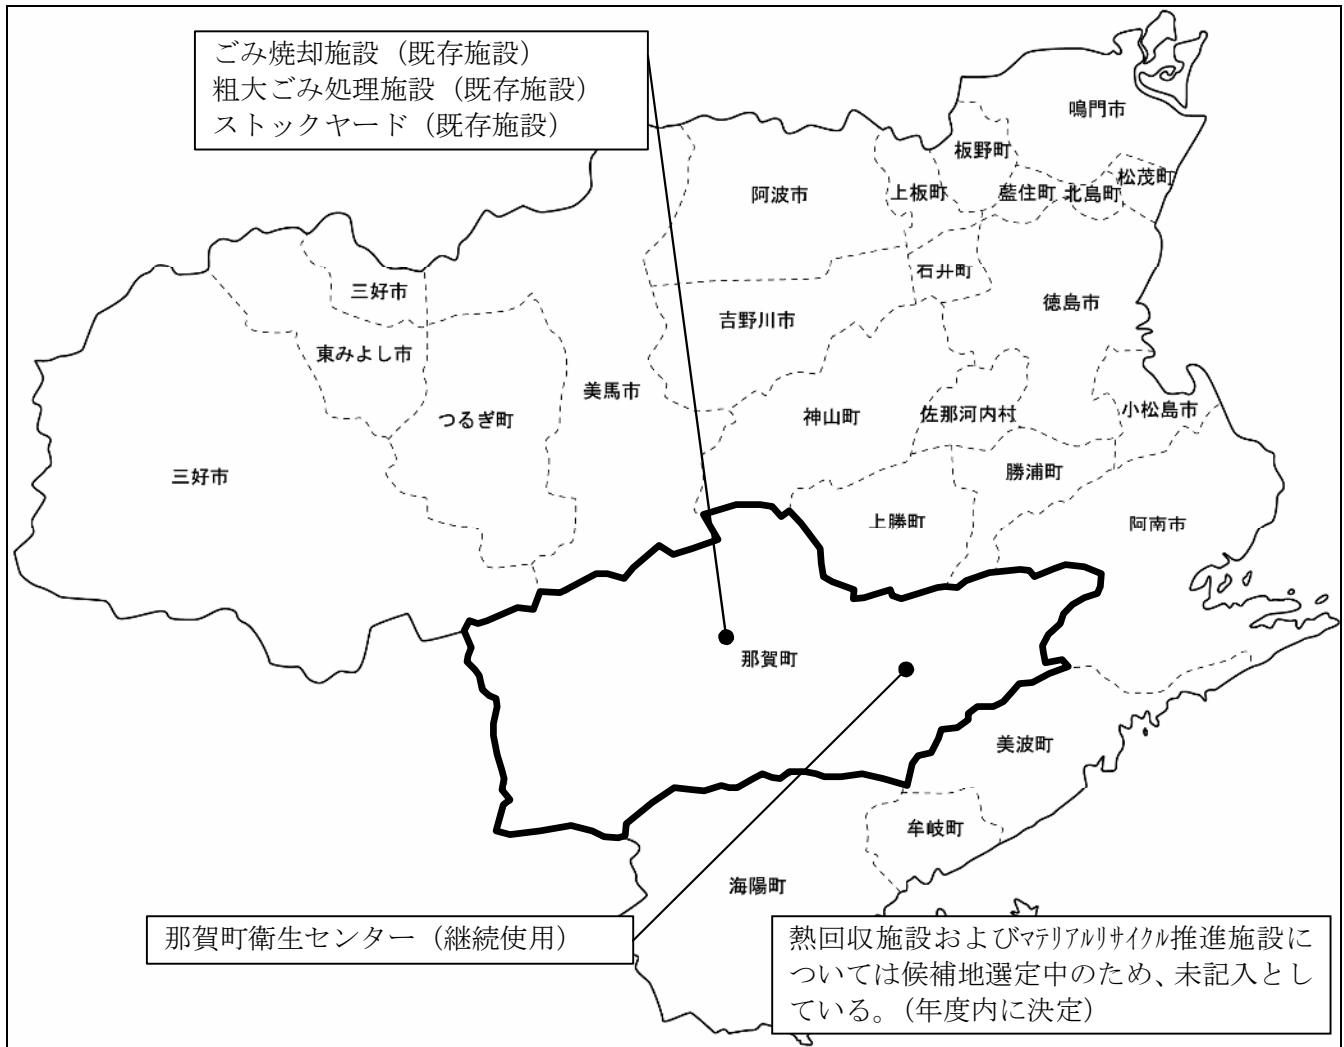 ごみ焼却施設（既存施設）
粗大ごみ処理施設（既存施設）
ストックヤード（既存施設）
鳴門市
板野町
松茂町
阿波市
上板町
藍住町
北島町
石井町
三好市
徳島市
吉野川市
東みよし市
美馬市
小松島市
つるぎ町
神山町
佐那河内村
三好市
勝浦町
上勝町
阿南市
那賀町
美波町
牟岐町
海陽町
那賀町衛生センター（継続使用）
熱回収施設およびﾏﾃﾘｱﾙﾘｻｲｸﾙ推進施設に
ついては候補地選定中のため、未記入とし
ている。（年度内に決定）